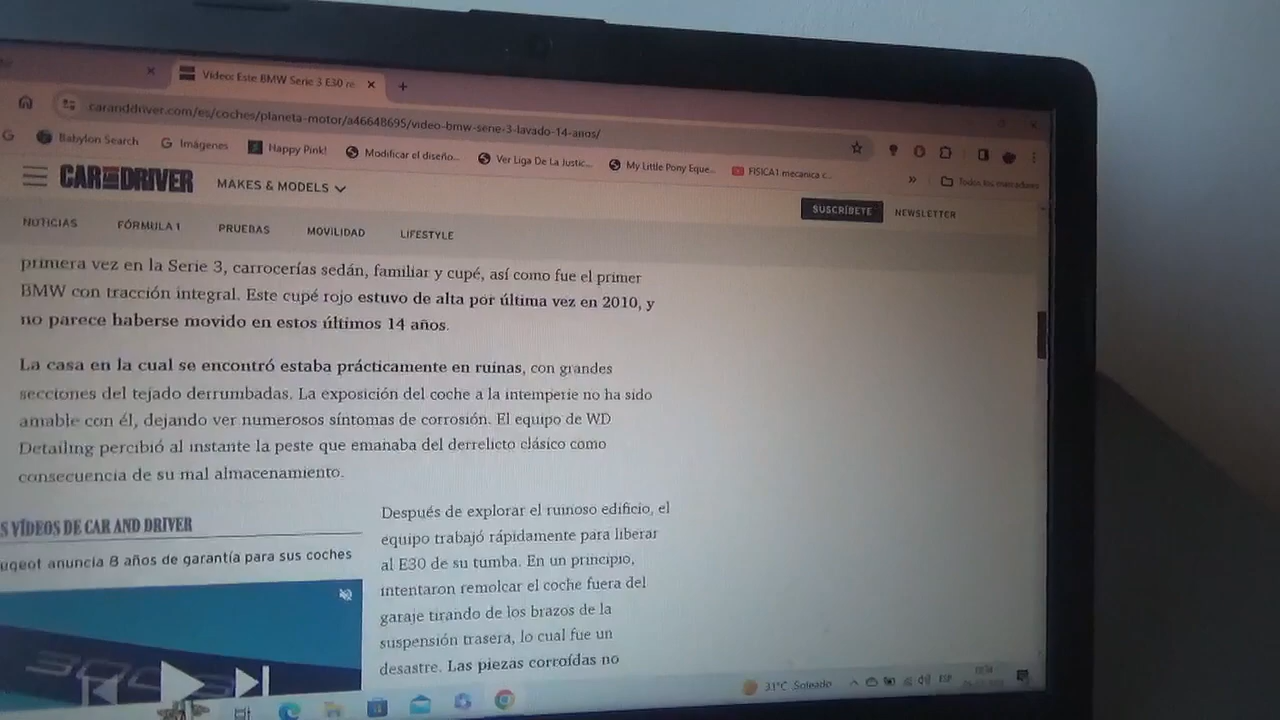 Vídeo: Este BMW Serie 3 E30 re
caranddriver.com/es/coches/planeta-motor/a46648695/video-bmw-serie-3-lavado-14-anos/
Babylon Search
Imágenes
Happy Pink!
Modificar el diseño...
Ver Liga De La Justic...
My Little Pony Eque...
FISICA1 mecanica c...
»
Todos los marcadores
CAR AND DRIVER
MAKES & MODELS
SUSCRÍBETE
NEWSLETTER
NOTICIAS
FÓRMULA 1
PRUEBAS
MOVILIDAD
LIFESTYLE
primera vez en la Serie 3, carrocerías sedán, familiar y cupé, así como fue el primer
BMW con tracción integral. Este cupé rojo estuvo de alta por última vez en 2010, y
no parece haberse movido en estos últimos 14 años.
La casa en la cual se encontró estaba prácticamente en ruinas, con grandes
secciones del tejado derrumbadas. La exposición del coche a la intemperie no ha sido
amable con él, dejando ver numerosos síntomas de corrosión. El equipo de WD
Detailing percibió al instante la peste que emanaba del derrelicto clásico como
consecuencia de su mal almacenamiento.
S VÍDEOS DE CAR AND DRIVER
ugeot anuncia 8 años de garantía para sus coches
Después de explorar el ruinoso edificio, el
equipo trabajó rápidamente para liberar
al E30 de su tumba. En un principio,
intentaron remolcar el coche fuera del
garaje tirando de los brazos de la
suspensión trasera, lo cual fue un
desastre. Las piezas corroídas no
31°C Soleado
ESP